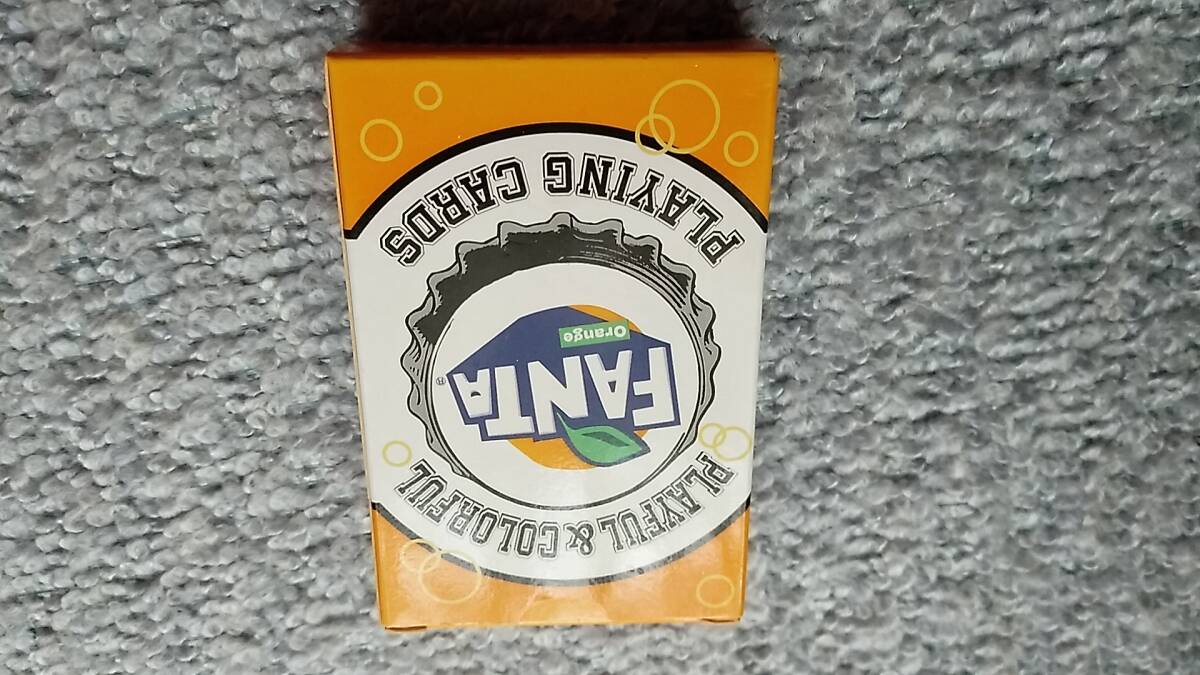 PLAYFUL & COLORFUL
FANTA®
Orange
PLAYING CARDS